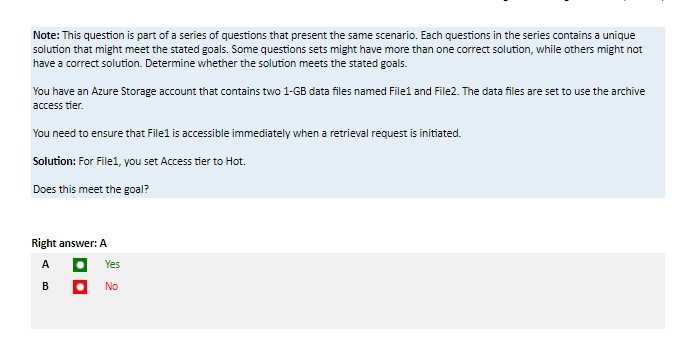 Note: This question is part of a series of questions that present the same scenario. Each questions in the series contains a unique
solution that might meet the stated goals. Some questions sets might have more than one correct solution, while others might not
have a correct solution. Determine whether the solution meets the stated goals.
You have an Azure Storage account that contains two 1-GB data files named File1 and File2. The data files are set to use the archive
access tier.
You need to ensure that File1 is accessible immediately when a retrieval request is initiated.
Solution: For File1, you set Access tier to Hot.
Does this meet the goal?
Right answer: A
A Yes
B No